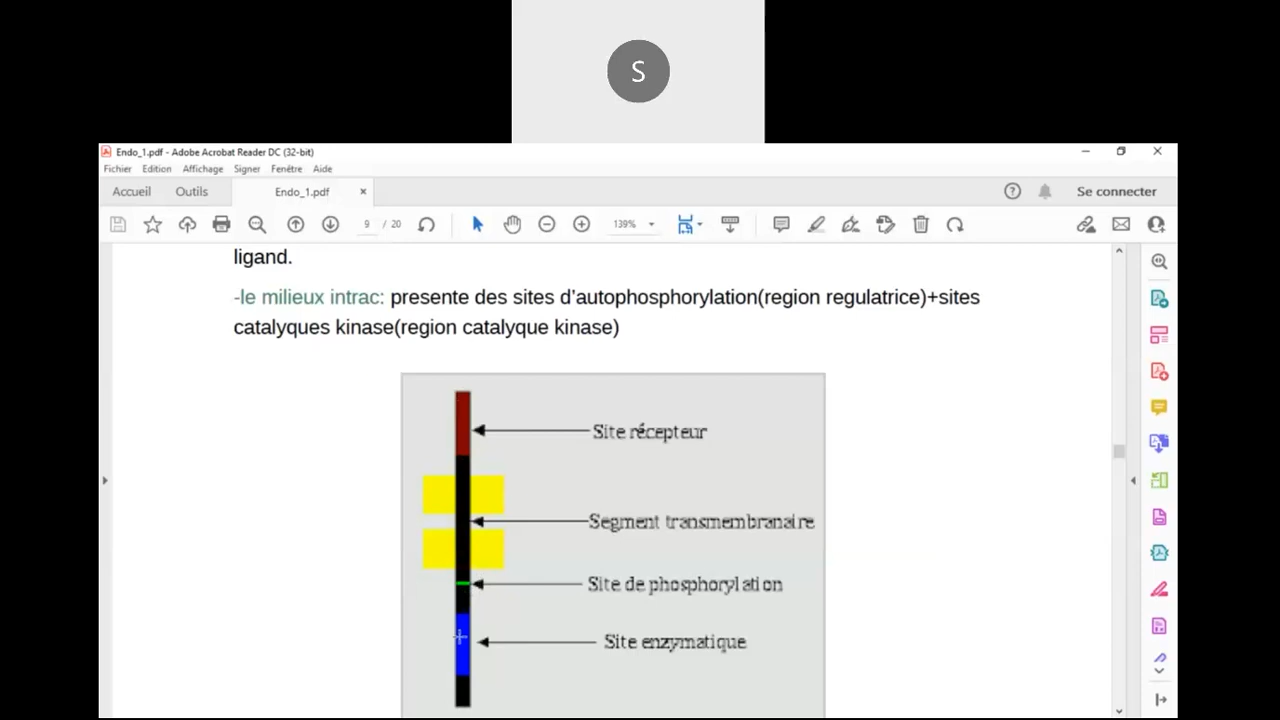 S
Endo_1.pdf - Adobe Acrobat Reader DC (32-bit)
Fichier Edition Affichage Signer Fenêtre Aide
Accueil Outils Endo_1.pdf × Se connecter
9 / 20 139%
ligand.
-le milieux intrac: presente des sites d'autophosphorylation(region regulatrice)+sites
catalyques kinase(region catalyque kinase)
Site récepteur
Segment transmembranaire
Site de phosphorylation
Site enzymatique